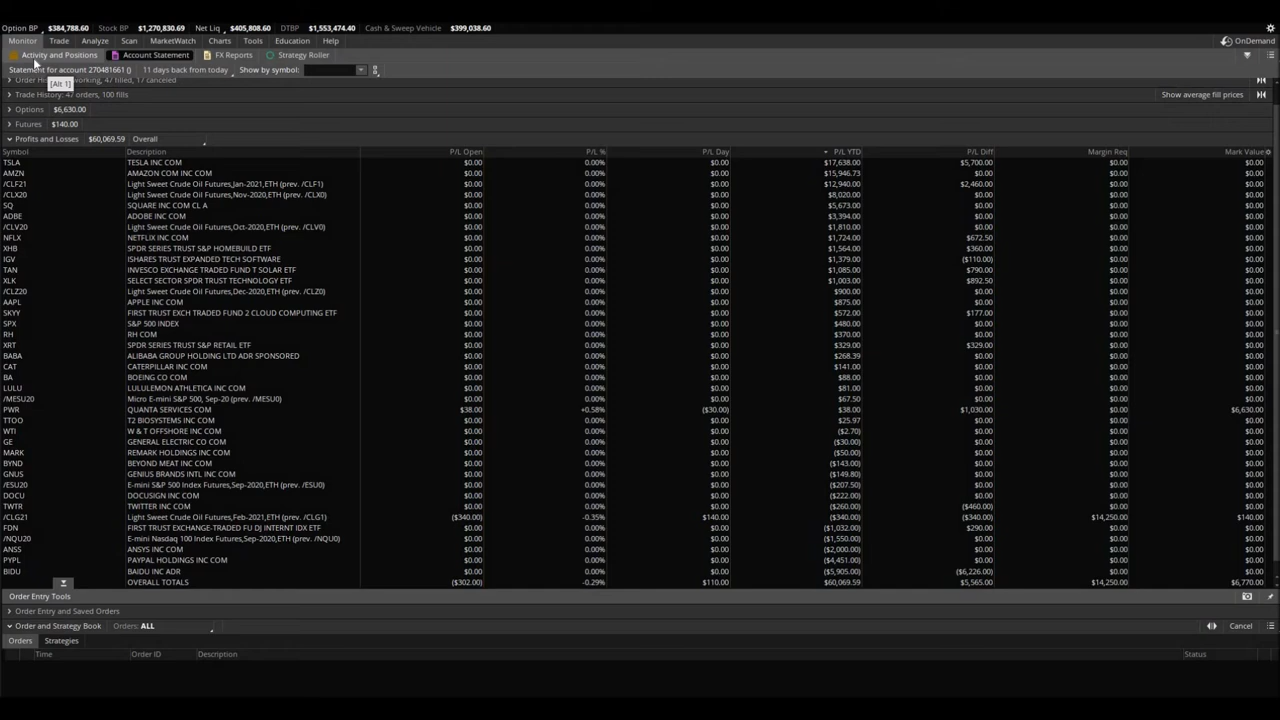 Option BP $384,788.60 Stock BP $1,270,830.69 Net Liq $405,808.60 DTBP $1,553,474.40 Cash & Sweep Vehicle $399,038.60
Monitor Trade Analyze Scan MarketWatch Charts Tools Education Help OnDemand
Activity and Positions Account Statement FX Reports Strategy Roller
Statement for account 270481661 () 11 days back from today Show by symbol:
[Alt 1]
working, 47 filled, 17 canceled
Trade History: 47 orders, 100 fills Show average fill prices
Options $6,630.00
Futures $140.00
Profits and Losses $60,069.59 Overall
Symbol Description P/L Open P/L % P/L Day P/L YTD P/L Diff Margin Req Mark Value
TSLA TESLA INC COM $0.00 0.00% $0.00 $17,638.00 $5,700.00 $0.00 $0.00
AMZN AMAZON COM INC COM $0.00 0.00% $0.00 $15,946.73 $0.00 $0.00 $0.00
/CLF21 Light Sweet Crude Oil Futures,Jan-2021,ETH (prev. /CLF1) $0.00 0.00% $0.00 $12,940.00 $2,460.00 $0.00 $0.00
/CLX20 Light Sweet Crude Oil Futures,Nov-2020,ETH (prev. /CLX0) $0.00 0.00% $0.00 $8,020.00 $0.00 $0.00 $0.00
SQ SQUARE INC COM CL A $0.00 0.00% $0.00 $5,673.00 $0.00 $0.00 $0.00
ADBE ADOBE INC COM $0.00 0.00% $0.00 $3,394.00 $0.00 $0.00 $0.00
/CLV20 Light Sweet Crude Oil Futures,Oct-2020,ETH (prev. /CLV0) $0.00 0.00% $0.00 $1,810.00 $0.00 $0.00 $0.00
NFLX NETFLIX INC COM $0.00 0.00% $0.00 $1,724.00 $672.50 $0.00 $0.00
XHB SPDR SERIES TRUST S&P HOMEBUILD ETF $0.00 0.00% $0.00 $1,564.00 $360.00 $0.00 $0.00
IGV ISHARES TRUST EXPANDED TECH SOFTWARE $0.00 0.00% $0.00 $1,379.00 ($110.00) $0.00 $0.00
TAN INVESCO EXCHANGE TRADED FUND T SOLAR ETF $0.00 0.00% $0.00 $1,085.00 $790.00 $0.00 $0.00
XLK SELECT SECTOR SPDR TRUST TECHNOLOGY ETF $0.00 0.00% $0.00 $1,003.00 $892.50 $0.00 $0.00
/CLZ20 Light Sweet Crude Oil Futures,Dec-2020,ETH (prev. /CLZ0) $0.00 0.00% $0.00 $900.00 $0.00 $0.00 $0.00
AAPL APPLE INC COM $0.00 0.00% $0.00 $875.00 $0.00 $0.00 $0.00
SKYY FIRST TRUST EXCH TRADED FUND 2 CLOUD COMPUTING ETF $0.00 0.00% $0.00 $572.00 $177.00 $0.00 $0.00
SPX S&P 500 INDEX $0.00 0.00% $0.00 $480.00 $0.00 $0.00 $0.00
RH RH COM $0.00 0.00% $0.00 $370.00 $0.00 $0.00 $0.00
XRT SPDR SERIES TRUST S&P RETAIL ETF $0.00 0.00% $0.00 $329.00 $329.00 $0.00 $0.00
BABA ALIBABA GROUP HOLDING LTD ADR SPONSORED $0.00 0.00% $0.00 $268.39 $0.00 $0.00 $0.00
CAT CATERPILLAR INC COM $0.00 0.00% $0.00 $141.00 $0.00 $0.00 $0.00
BA BOEING CO COM $0.00 0.00% $0.00 $88.00 $0.00 $0.00 $0.00
LULU LULULEMON ATHLETICA INC COM $0.00 0.00% $0.00 $81.00 $0.00 $0.00 $0.00
/MESU20 Micro E-mini S&P 500, Sep-20 (prev. /MESU0) $0.00 0.00% $0.00 $67.50 $0.00 $0.00 $0.00
PWR QUANTA SERVICES COM $38.00 +0.58% ($30.00) $38.00 $1,030.00 $0.00 $6,630.00
TTOO T2 BIOSYSTEMS INC COM $0.00 0.00% $0.00 $25.97 $0.00 $0.00 $0.00
WTI W & T OFFSHORE INC COM $0.00 0.00% $0.00 ($2.70) $0.00 $0.00 $0.00
GE GENERAL ELECTRIC CO COM $0.00 0.00% $0.00 ($30.00) $0.00 $0.00 $0.00
MARK REMARK HOLDINGS INC COM $0.00 0.00% $0.00 ($50.00) $0.00 $0.00 $0.00
BYND BEYOND MEAT INC COM $0.00 0.00% $0.00 ($143.00) $0.00 $0.00 $0.00
GNUS GENIUS BRANDS INTL INC COM $0.00 0.00% $0.00 ($149.80) $0.00 $0.00 $0.00
/ESU20 E-mini S&P 500 Index Futures,Sep-2020,ETH (prev. /ESU0) $0.00 0.00% $0.00 ($207.50) $0.00 $0.00 $0.00
DOCU DOCUSIGN INC COM $0.00 0.00% $0.00 ($222.00) $0.00 $0.00 $0.00
TWTR TWITTER INC COM $0.00 0.00% $0.00 ($260.00) ($460.00) $0.00 $0.00
/CLG21 Light Sweet Crude Oil Futures,Feb-2021,ETH (prev. /CLG1) ($340.00) -0.35% $140.00 ($340.00) ($340.00) $14,250.00 $140.00
FDN FIRST TRUST EXCHANGE-TRADED FU DJ INTERNT IDX ETF $0.00 0.00% $0.00 ($1,032.00) $290.00 $0.00 $0.00
/NQU20 E-mini Nasdaq 100 Index Futures,Sep-2020,ETH (prev. /NQU0) $0.00 0.00% $0.00 ($1,550.00) $0.00 $0.00 $0.00
ANSS ANSYS INC COM $0.00 0.00% $0.00 ($2,000.00) $0.00 $0.00 $0.00
PYPL PAYPAL HOLDINGS INC COM $0.00 0.00% $0.00 ($4,451.00) $0.00 $0.00 $0.00
BIDU BAIDU INC ADR $0.00 0.00% $0.00 ($5,905.00) ($6,226.00) $0.00 $0.00
OVERALL TOTALS ($302.00) -0.29% $110.00 $60,069.59 $5,565.00 $14,250.00 $6,770.00
Order Entry Tools
Order Entry and Saved Orders
Order and Strategy Book Orders: ALL Cancel
Orders Strategies
Time Order ID Description Status